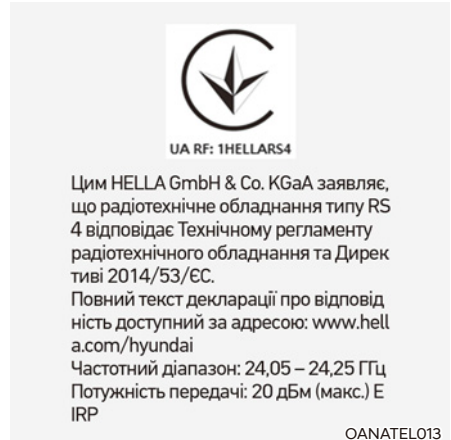 UA RF: 1HELLARS4
Цим HELLA GmbH & Co. KGaA заявляє,
що радіотехнічне обладнання типу RS
4 відповідає Технічному регламенту
радіотехнічного обладнання та Дирек
тиві 2014/53/ЄС.
Повний текст декларації про відповід
ність доступний за адресою: www.hell
a.com/hyundai
Частотний діапазон: 24,05 – 24,25 ГГц
Потужність передачі: 20 дБм (макс.) E
IRP
OANATEL013